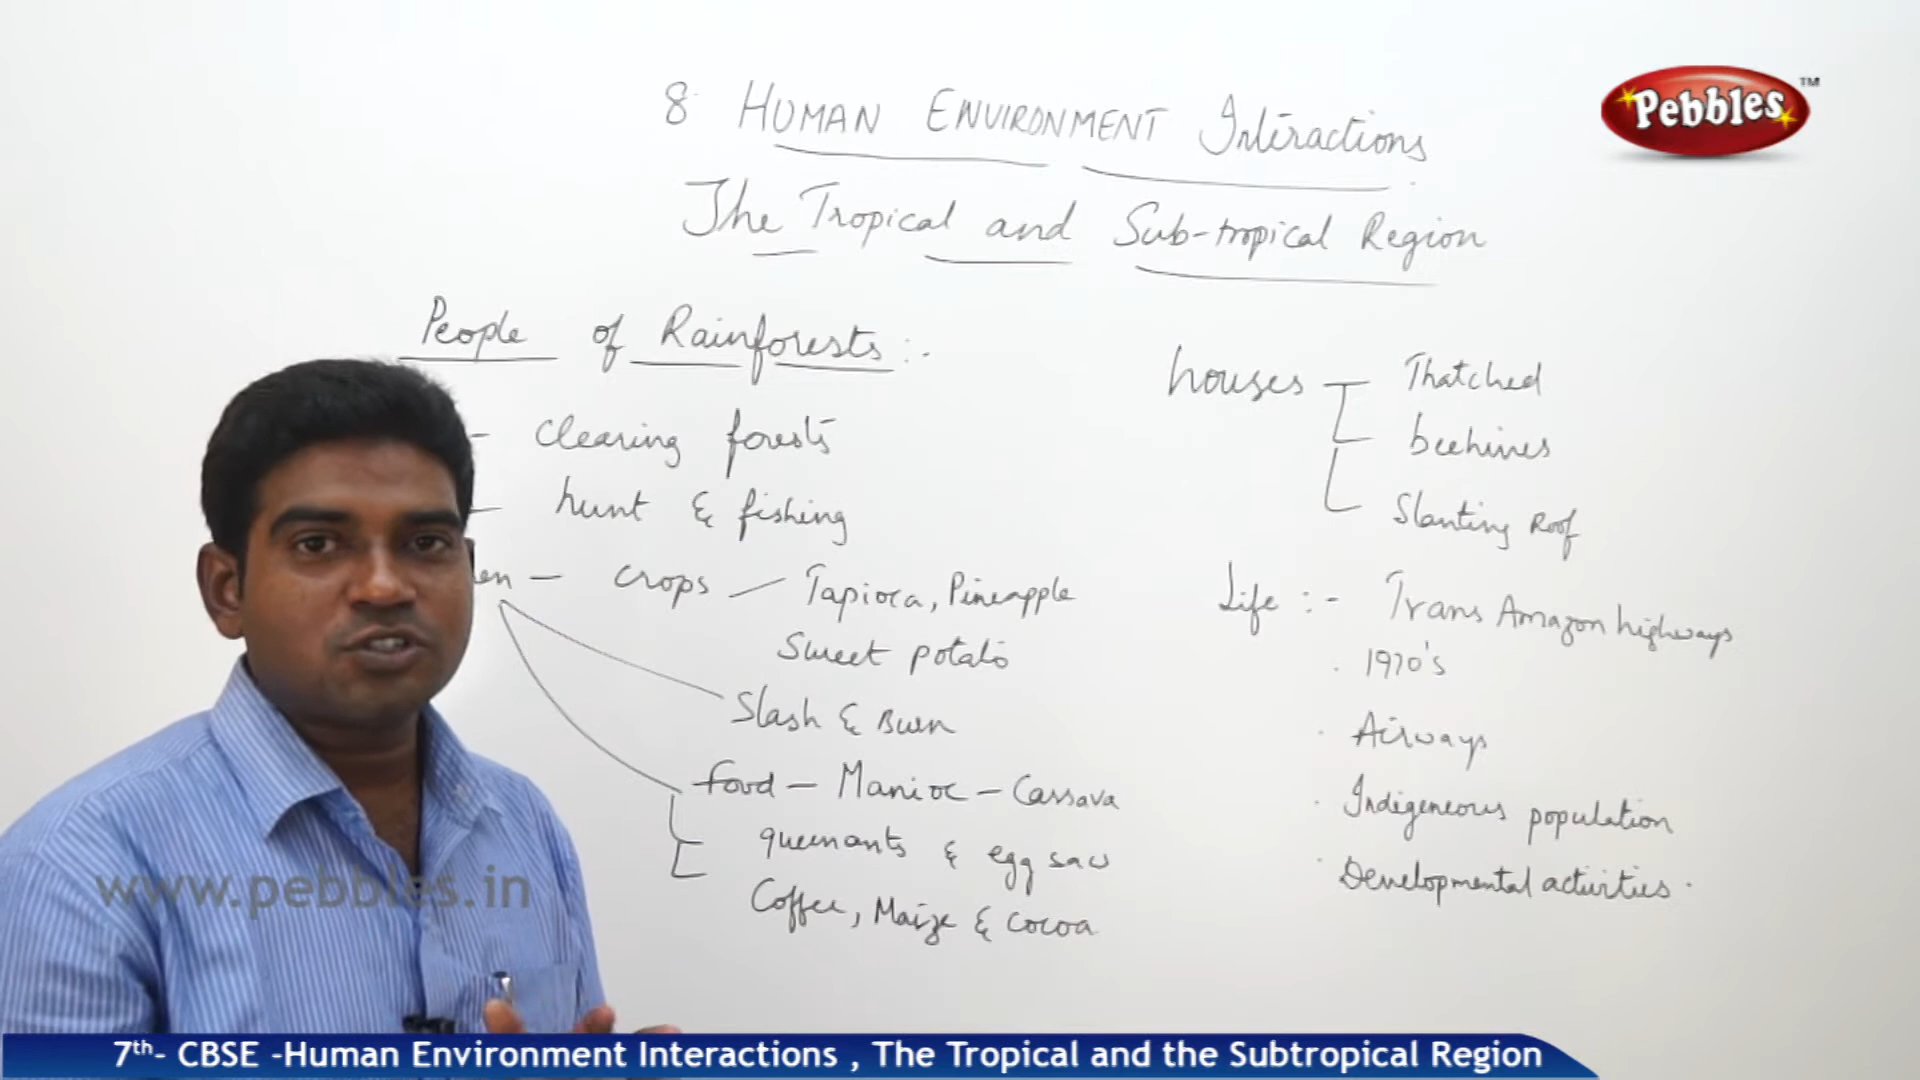 8 HUMAN ENVIRONMENT Interactions
The Tropical and Sub-tropical Region
Pebbles TM
People of Rainforests :-
– clearing forests
– hunt & fishing
en – crops – Tapioca, Pineapple
Sweet potato
Slash & Burn
food – Manioc – Cassava
queenants & egg sac
Coffee, Maize & cocoa
houses – Thatched
beehives
Slanting Roof
Life :- Trans Amazon highways
. 1970's
. Airways
. Indigeneous population
. Developmental activities.
www.pebbles.in
7th- CBSE -Human Environment Interactions , The Tropical and the Subtropical Region